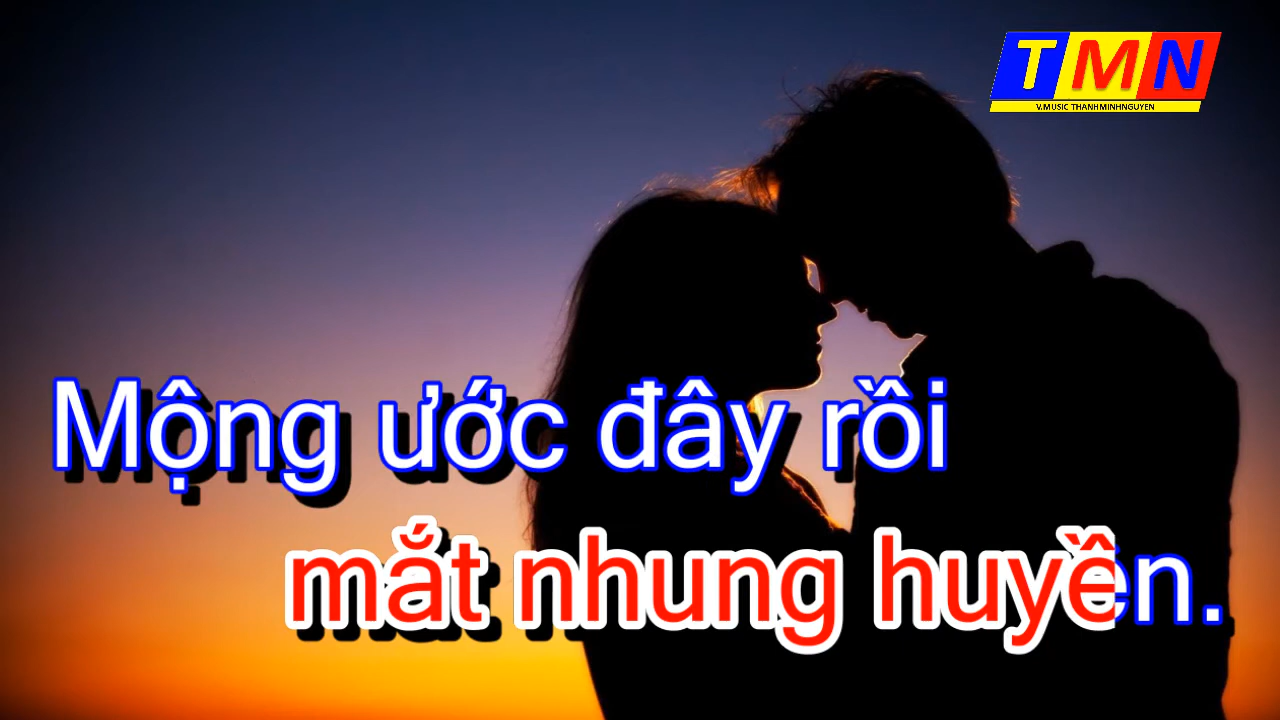 TMN
V.MUSIC THANHMINHNGUYEN
Mộng ước đây rồi
mắt nhung huyền.